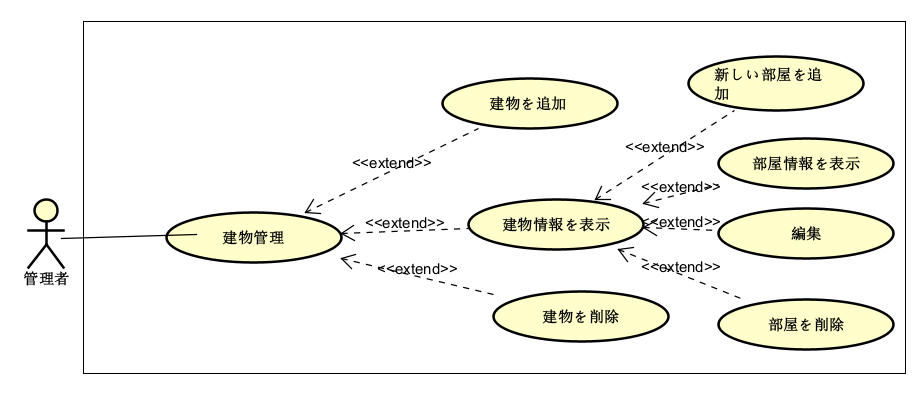 新しい部屋を追
加
建物を追加
<<extend>>
<<extend>>
部屋情報を表示
<<extend>>
建物管理
<<extend>>
建物情報を表示
<<extend>>
編集
管理者
<<extend>>
<<extend>>
建物を削除
部屋を削除